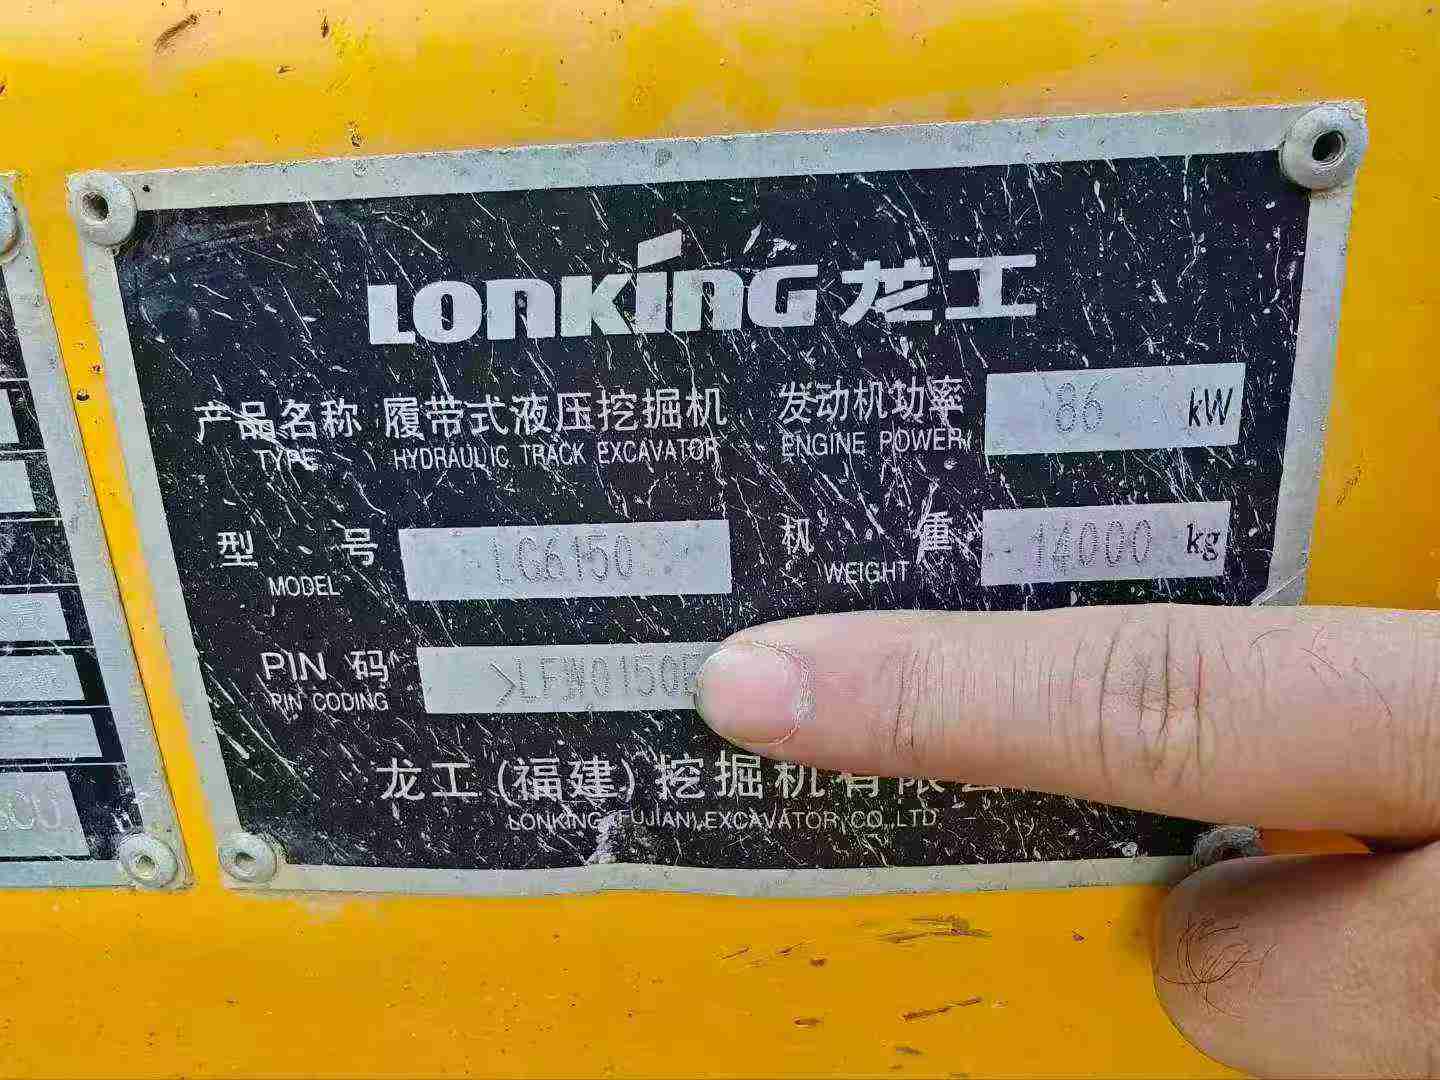 LONKING 龙工
产品名称 履带式液压挖掘机
TYPE HYDRAULIC TRACK EXCAVATOR
发动机功率 86 kW
ENGINE POWER
型号 LG6150
MODEL
机重 14000 kg
WEIGHT
PIN 码 >LFW0150
PIN CODING
龙工(福建)挖掘机有限
LONKING (FUJIAN) EXCAVATOR CO.,LTD